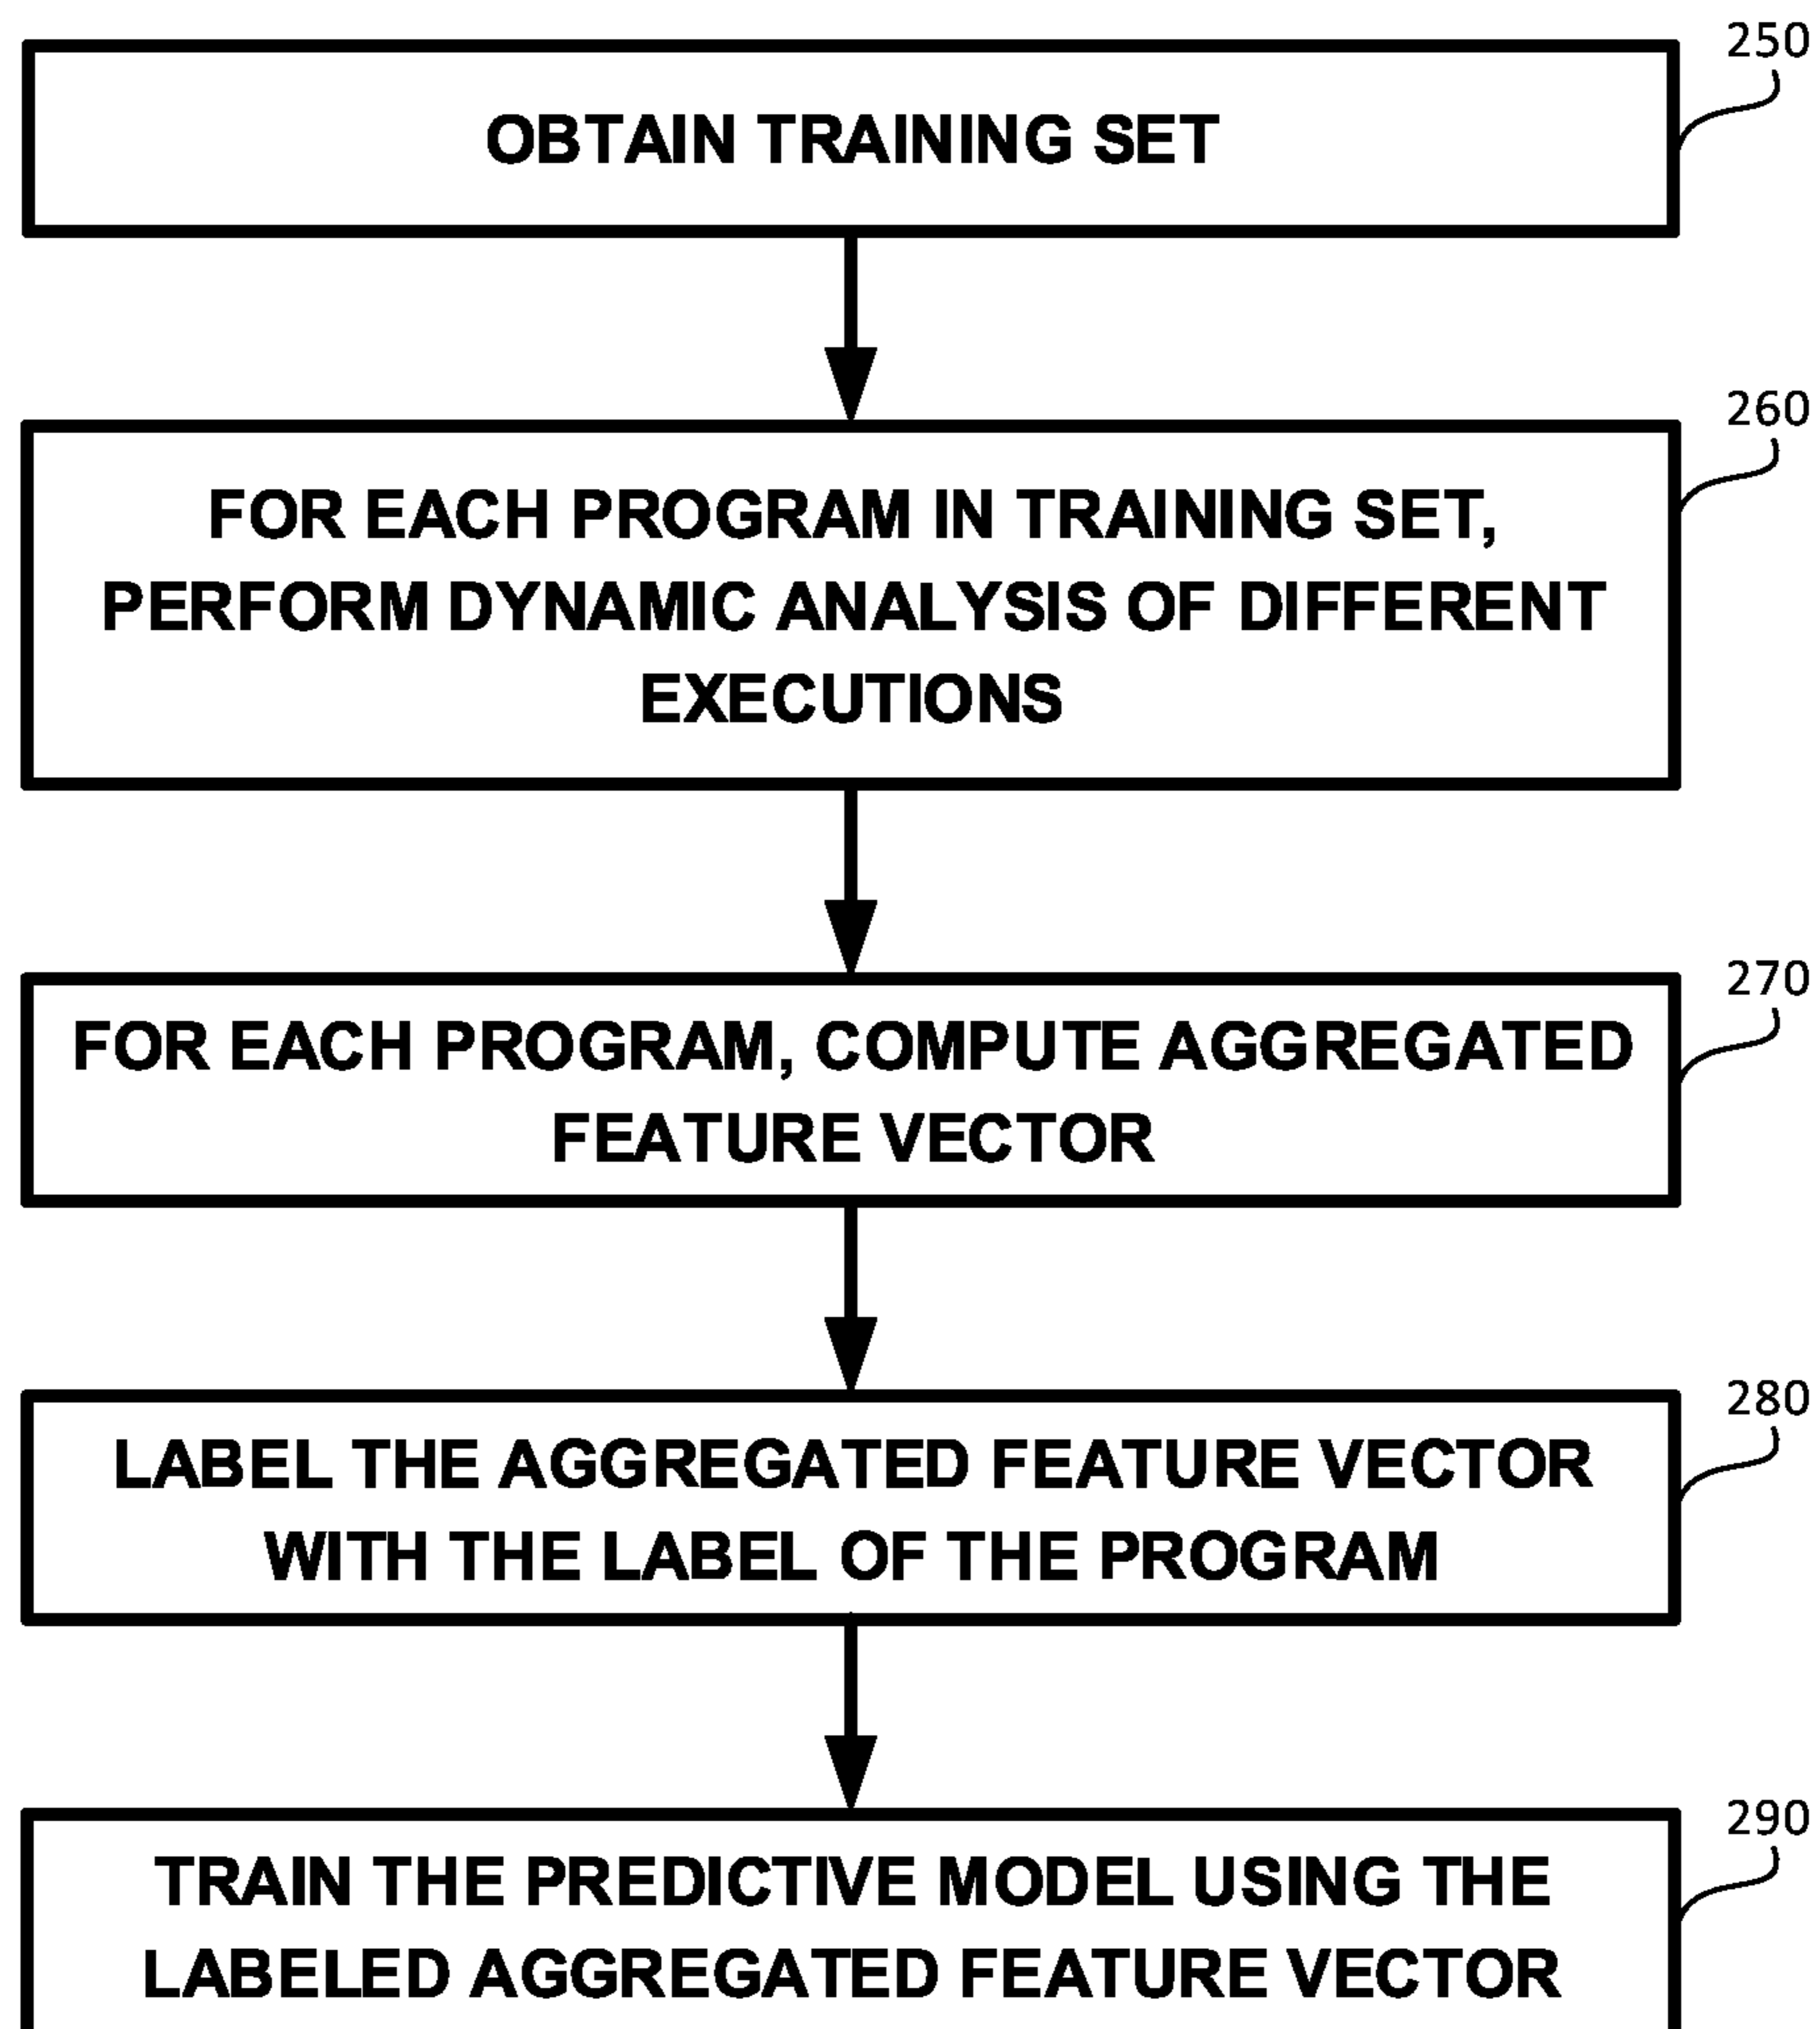 250
OBTAIN TRAINING SET
260
FOR EACH PROGRAM IN TRAINING SET,
PERFORM DYNAMIC ANALYSIS OF DIFFERENT
EXECUTIONS
270
FOR EACH PROGRAM, COMPUTE AGGREGATED
FEATURE VECTOR
280
LABEL THE AGGREGATED FEATURE VECTOR
WITH THE LABEL OF THE PROGRAM
290
TRAIN THE PREDICTIVE MODEL USING THE
LABELED AGGREGATED FEATURE VECTOR